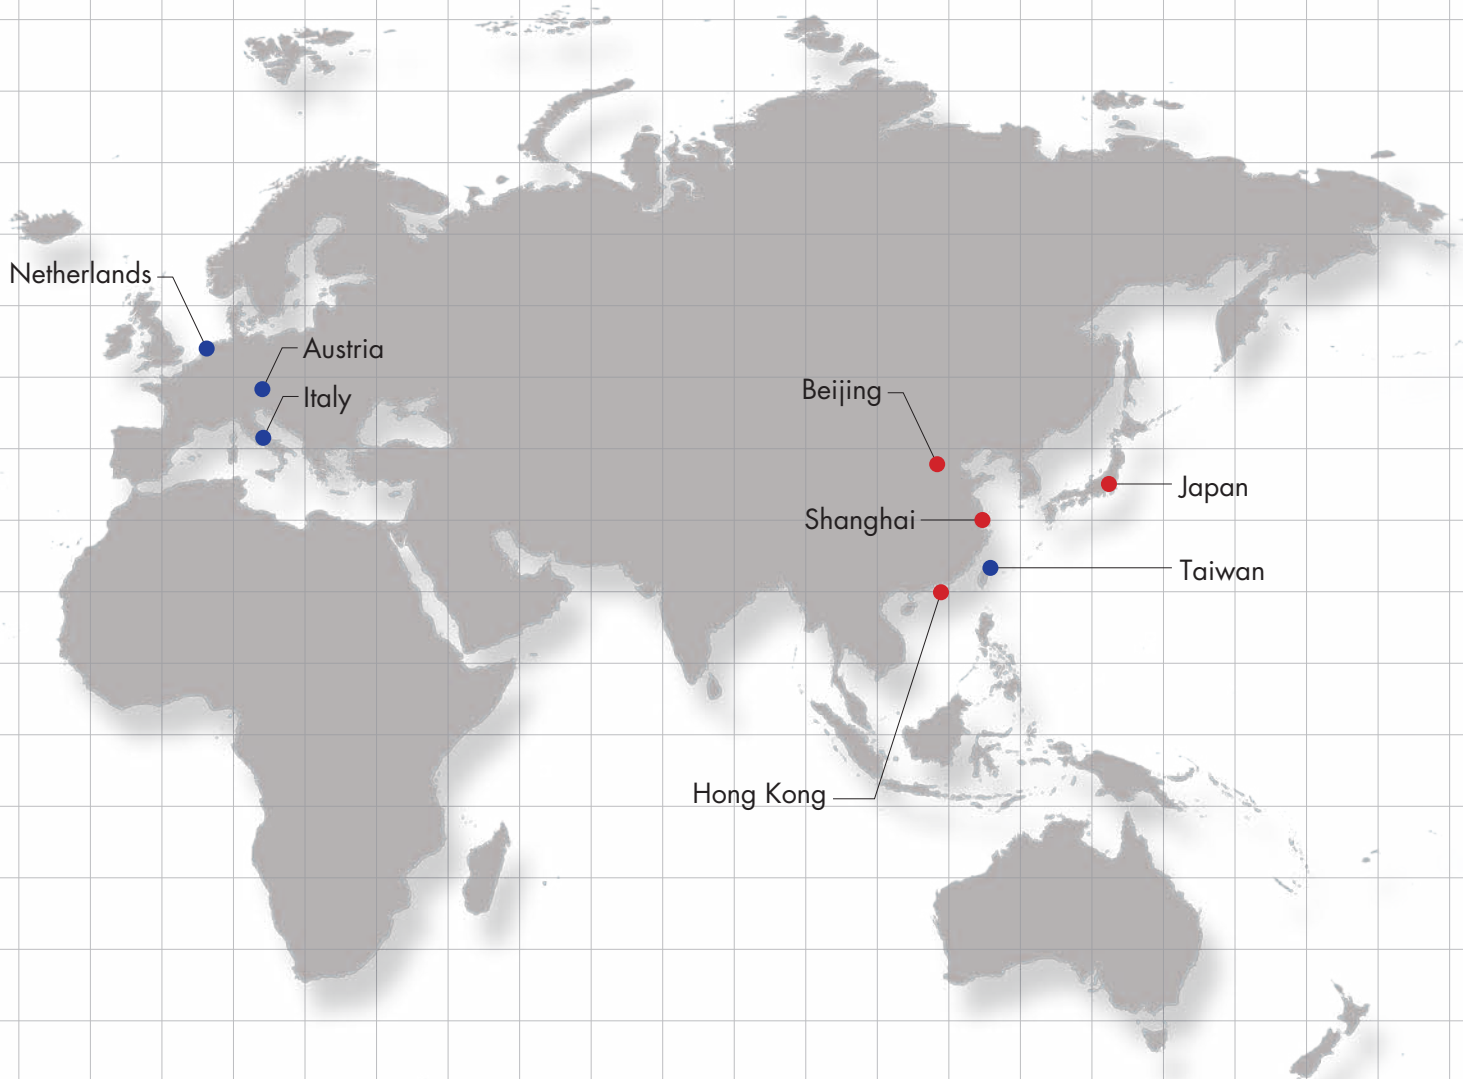 Netherlands
Austria
Italy
Beijing
Japan
Shanghai
Taiwan
Hong Kong